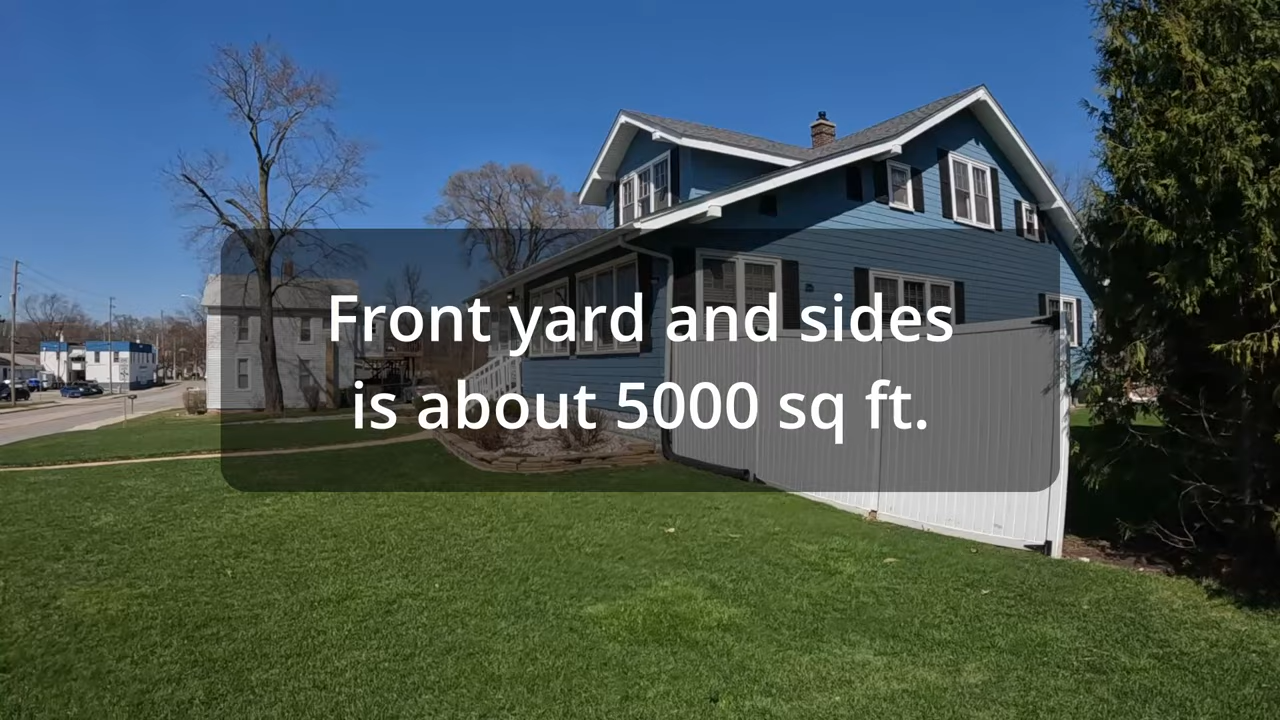 Front yard and sides
is about 5000 sq ft.